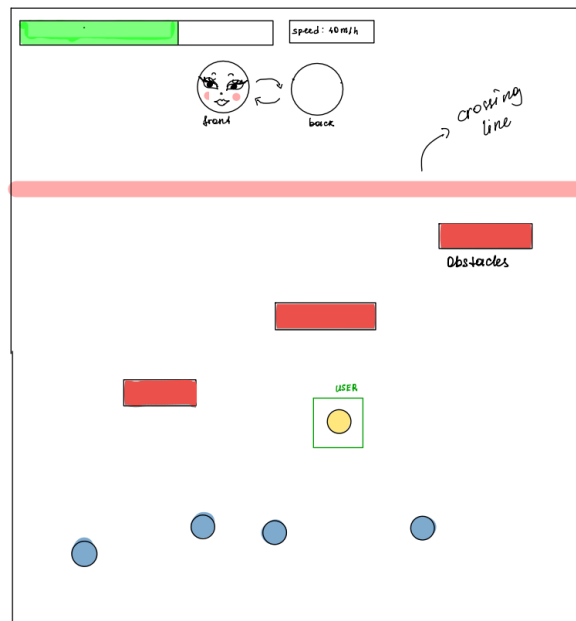 speed: 40m/h
front
back
crossing
line
Obstacles
USER